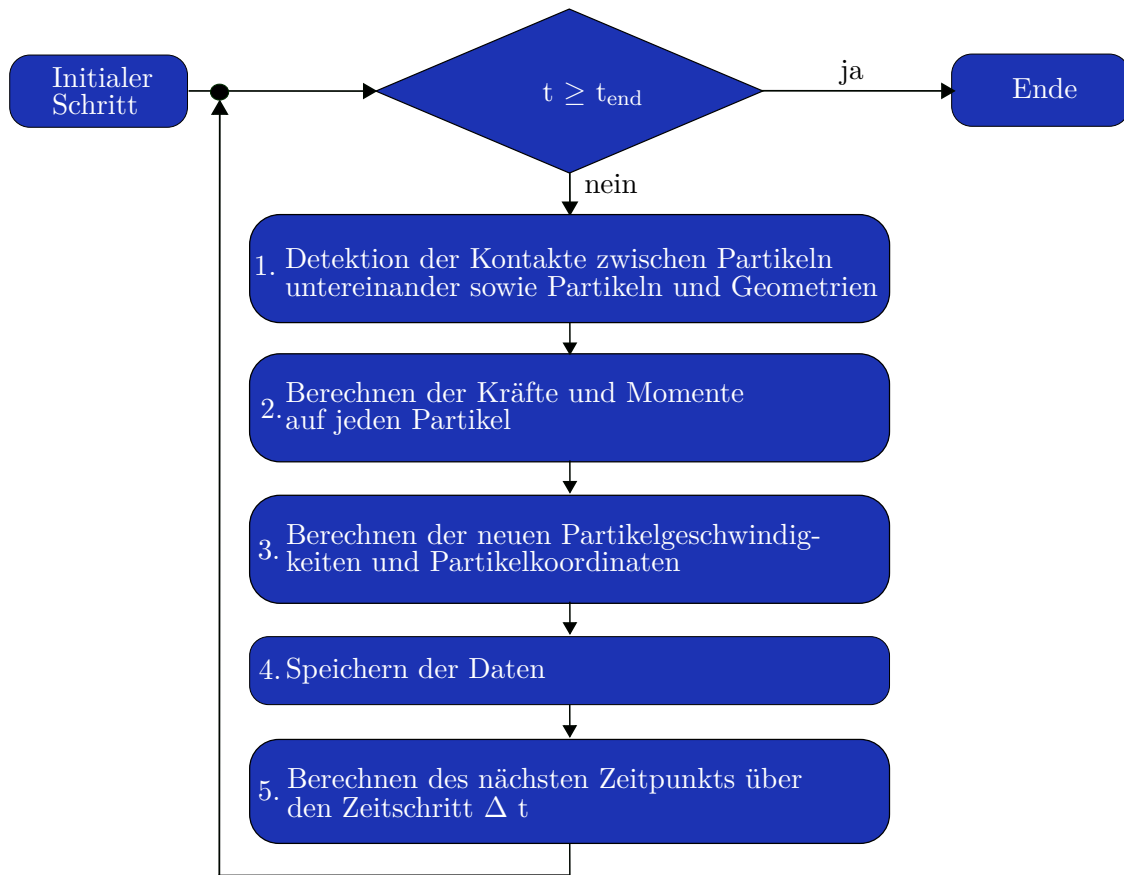 Initialer
Schritt
t ≥ t_end
ja
Ende
nein
1. Detektion der Kontakte zwischen Partikeln
untereinander sowie Partikeln und Geometrien
2. Berechnen der Kräfte und Momente
auf jeden Partikel
3. Berechnen der neuen Partikelgeschwindig-
keiten und Partikelkoordinaten
4. Speichern der Daten
5. Berechnen des nächsten Zeitpunkts über
den Zeitschritt Δ t